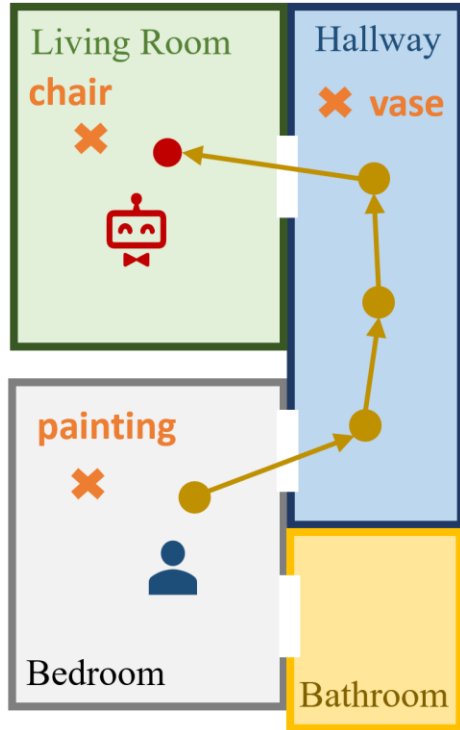 Living Room
Hallway
chair
vase
painting
Bedroom
Bathroom